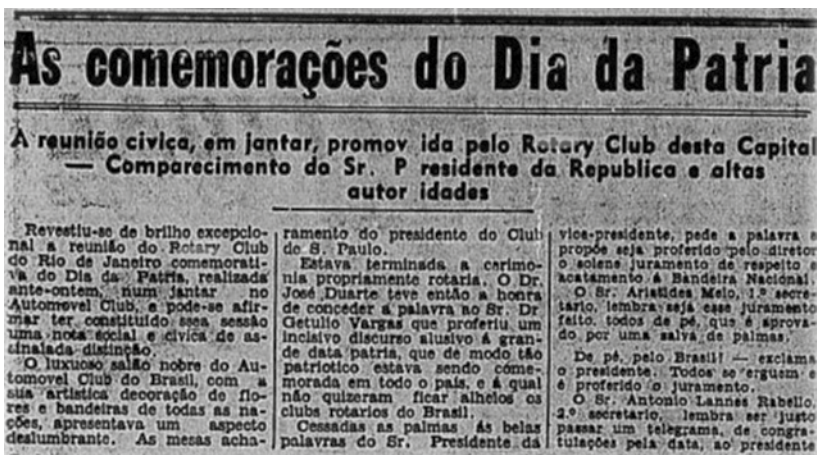 As comemorações do Dia da Patria
A reunião civica, em jantar, promov ida pelo Rotary Club desta Capital
— Comparecimento do Sr. P residente da Republica e altas
autor idades
Revestiu-se de brilho excepcio-
nal a reunião do Rotary Club
do Rio de Janeiro comemorati-
va do Dia da Patria, realizada
ante-ontem, num jantar no
Automovel Club, e pode-se afir-
mar ter constituido essa sessão
uma nota social e civica de as-
sinalada distinção.
O luxuoso salão nobre do Au-
tomovel Club do Brasil, com a
sua artistica decoração de flo-
res e bandeiras de todas as na-
ções, apresentava um aspecto
deslumbrante. As mesas acha-
ramento do presidente do Club
de S. Paulo.
Estava terminada a cerimo-
nia propriamente rotaria. O Dr.
José Duarte teve então a honra
de conceder a palavra ao Sr. Dr
Getulio Vargas que proferiu um
incisivo discurso alusivo á gran-
de data patria, que de modo tão
patriotico estava sendo come-
morada em todo o país, e á qual
não quizeram ficar alheios os
clubs rotarios do Brasil.
Cessadas as palmas ás belas
palavras do Sr. Presidente da
vice-presidente, pede a palavra e
propõe seja proferido pelo diretor
o solene juramento de respeito e
acatamento á Bandeira Nacional.
O Sr. Aristides Melo, 1.º secre-
tario, lembra seja esse juramento
feito, todos de pé, que é aprova-
do por uma salva de palmas.
De pé, pelo Brasil! — exclama
o presidente. Todos se erguem e
é proferido o juramento.
O Sr. Antonio Lannes Rabello,
2.º secretario, lembra ser justo
passar um telegrama, de congra-
tulações pela data, ao presidente